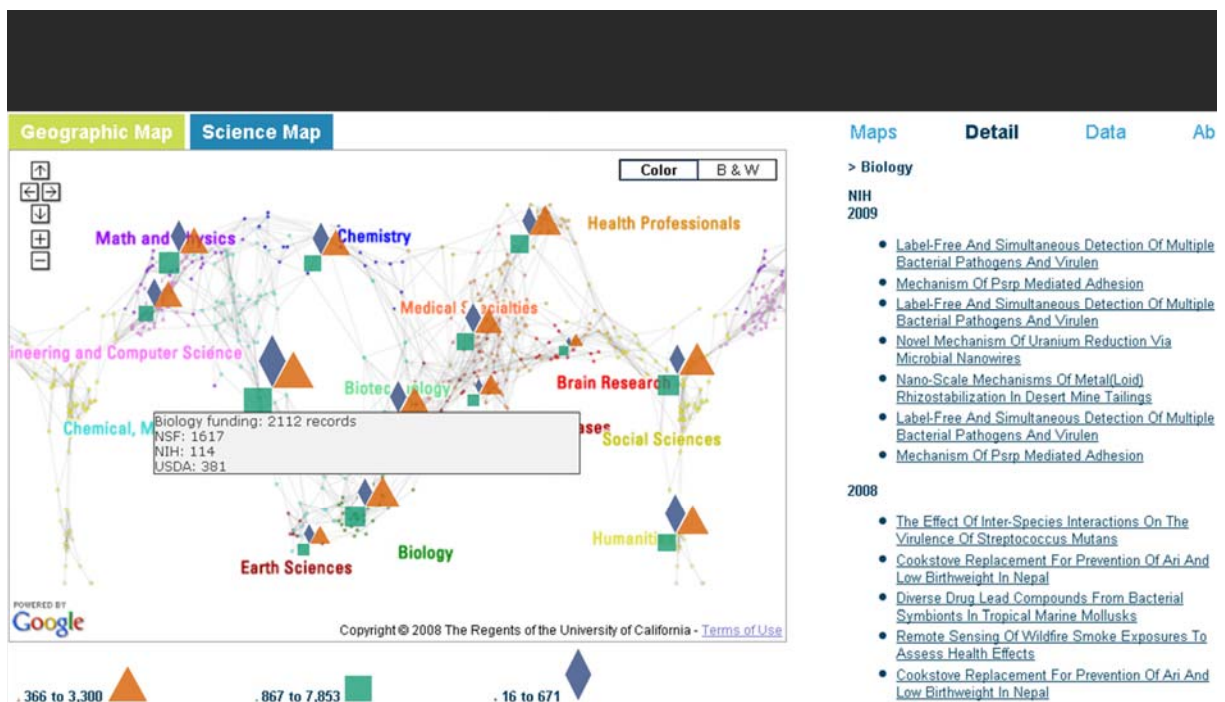 Geographic Map
Science Map
Maps
Detail
Data
Ab
Color
B & W
> Biology
NIH
2009
Label-Free And Simultaneous Detection Of Multiple
Bacterial Pathogens And Virulen
Mechanism Of Psrp Mediated Adhesion
Label-Free And Simultaneous Detection Of Multiple
Bacterial Pathogens And Virulen
Novel Mechanism Of Uranium Reduction Via
Microbial Nanowires
Nano-Scale Mechanisms Of Metal(Loid)
Rhizostabilization In Desert Mine Tailings
Label-Free And Simultaneous Detection Of Multiple
Bacterial Pathogens And Virulen
Mechanism Of Psrp Mediated Adhesion
2008
The Effect Of Inter-Species Interactions On The
Virulence Of Streptococcus Mutans
Cookstove Replacement For Prevention Of Ari And
Low Birthweight In Nepal
Diverse Drug Lead Compounds From Bacterial
Symbionts In Tropical Marine Mollusks
Remote Sensing Of Wildfire Smoke Exposures To
Assess Health Effects
Cookstove Replacement For Prevention Of Ari And
Low Birthweight In Nepal
Health Professionals
Math and Physics
Chemistry
Medical Specialties
ineering and Computer Science
Biotechnology
Brain Research
Chemical, M
ases
Social Sciences
Biology funding: 2112 records
NSF: 1617
NIH: 114
USDA: 381
Humaniti
Biology
Earth Sciences
POWERED BY
Google
Copyright © 2008 The Regents of the University of California - Terms of Use
. 366 to 3,300
. 867 to 7,853
. 16 to 671